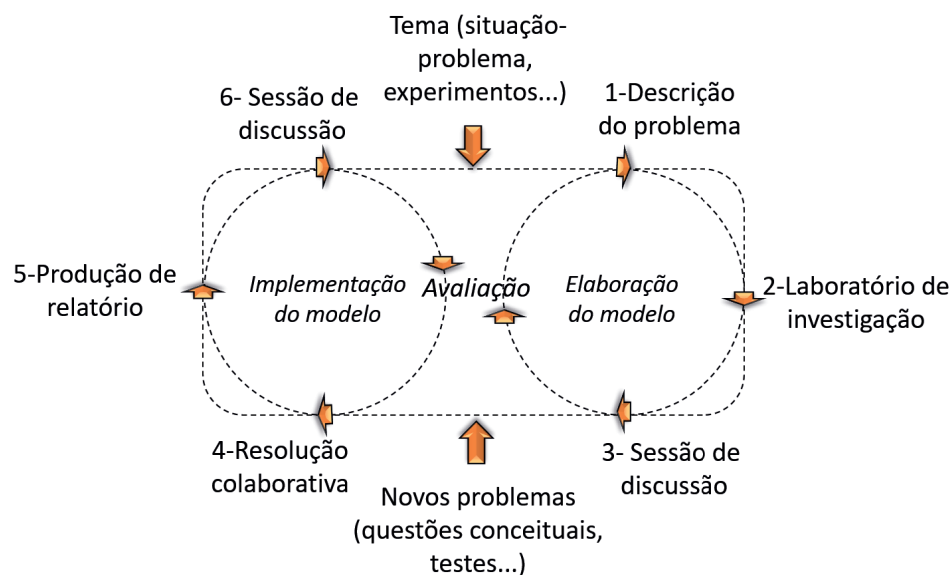 Tema (situação-
problema,
experimentos...)
6- Sessão de
discussão
1-Descrição
do problema
5-Produção de
relatório
Implementação
do modelo
Avaliação
Elaboração
do modelo
2-Laboratório de
investigação
4-Resolução
colaborativa
3- Sessão de
discussão
Novos problemas
(questões conceituais,
testes...)